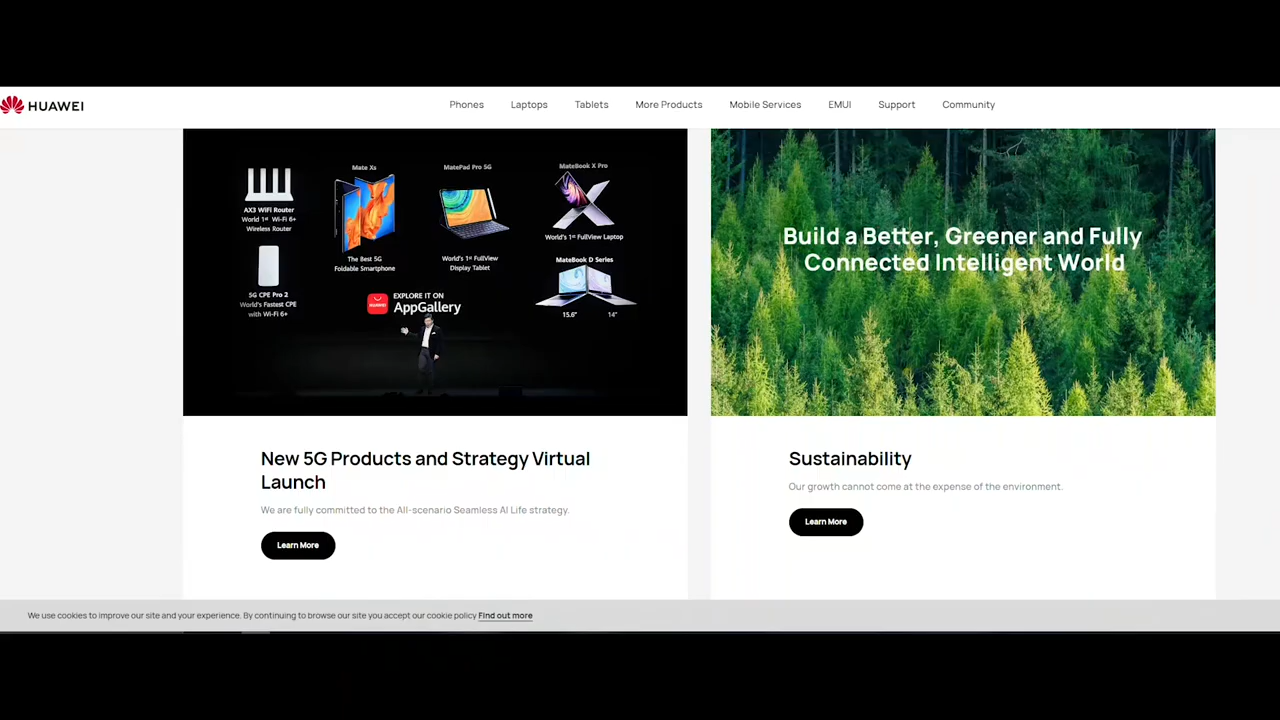 HUAWEI
Phones Laptops Tablets More Products Mobile Services EMUI Support Community
AX3 WiFi Router
World 1st Wi-Fi 6+
Wireless Router
5G CPE Pro 2
World's Fastest CPE
with Wi-Fi 6+
Mate Xs
The Best 5G
Foldable Smartphone
MatePad Pro 5G
World's 1st FullView
Display Tablet
MateBook X Pro
World's 1st FullView Laptop
MateBook D Series
15.6" 14"
HUAWEI
EXPLORE IT ON
AppGallery
New 5G Products and Strategy Virtual
Launch
We are fully committed to the All-scenario Seamless AI Life strategy.
Learn More
Build a Better, Greener and Fully
Connected Intelligent World
Sustainability
Our growth cannot come at the expense of the environment.
Learn More
We use cookies to improve our site and your experience. By continuing to browse our site you accept our cookie policy Find out more